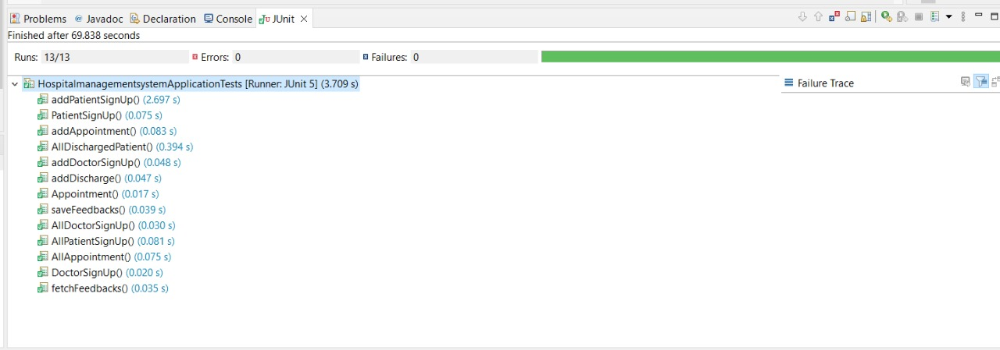 Problems @ Javadoc Declaration Console JUnit
Finished after 69.838 seconds
Runs: 13/13 Errors: 0 Failures: 0
HospitalmanagementsystemApplicationTests [Runner: JUnit 5] (3.709 s)
Failure Trace
addPatientSignUp() (2.697 s)
PatientSignUp() (0.075 s)
addAppointment() (0.083 s)
AllDischargedPatient() (0.394 s)
addDoctorSignUp() (0.048 s)
addDischarge() (0.047 s)
Appointment() (0.017 s)
saveFeedbacks() (0.039 s)
AllDoctorSignUp() (0.030 s)
AllPatientSignUp() (0.081 s)
AllAppointment() (0.075 s)
DoctorSignUp() (0.020 s)
fetchFeedbacks() (0.035 s)